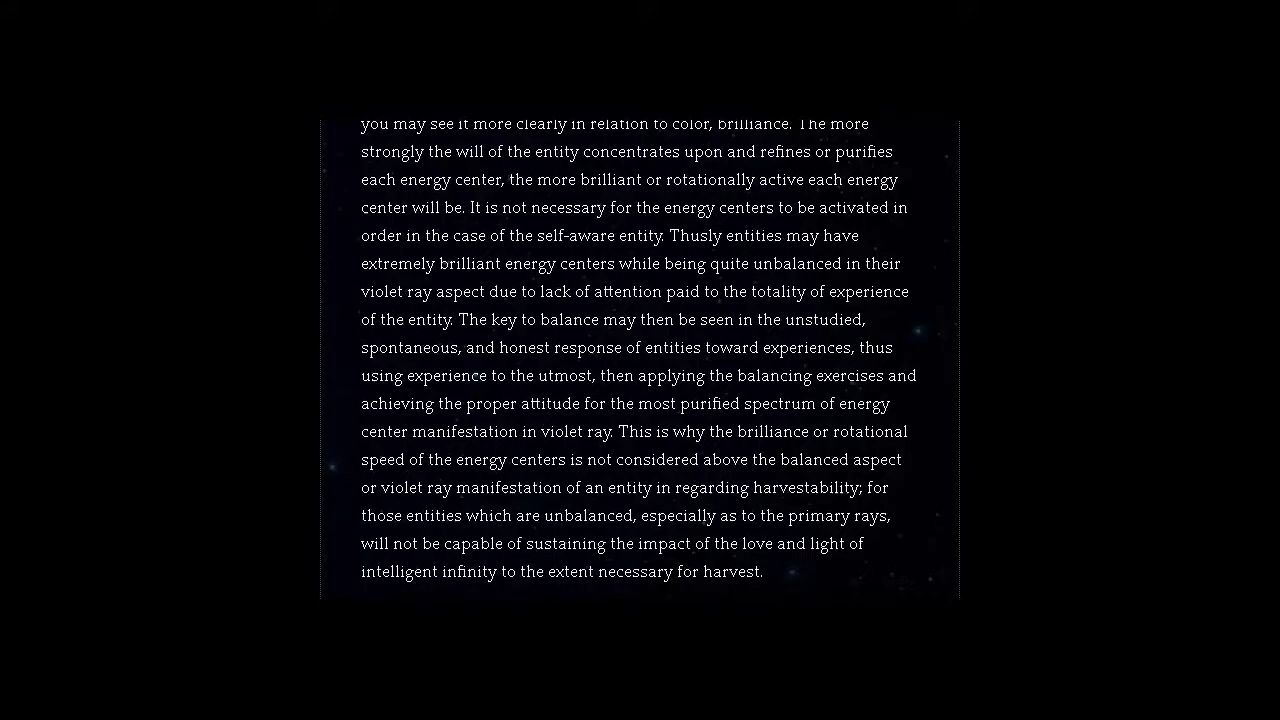 you may see it more clearly in relation to color, brilliance. The more
strongly the will of the entity concentrates upon and refines or purifies
each energy center, the more brilliant or rotationally active each energy
center will be. It is not necessary for the energy centers to be activated in
order in the case of the self-aware entity. Thusly entities may have
extremely brilliant energy centers while being quite unbalanced in their
violet ray aspect due to lack of attention paid to the totality of experience
of the entity. The key to balance may then be seen in the unstudied,
spontaneous, and honest response of entities toward experiences, thus
using experience to the utmost, then applying the balancing exercises and
achieving the proper attitude for the most purified spectrum of energy
center manifestation in violet ray. This is why the brilliance or rotational
speed of the energy centers is not considered above the balanced aspect
or violet ray manifestation of an entity in regarding harvestability; for
those entities which are unbalanced, especially as to the primary rays,
will not be capable of sustaining the impact of the love and light of
intelligent infinity to the extent necessary for harvest.